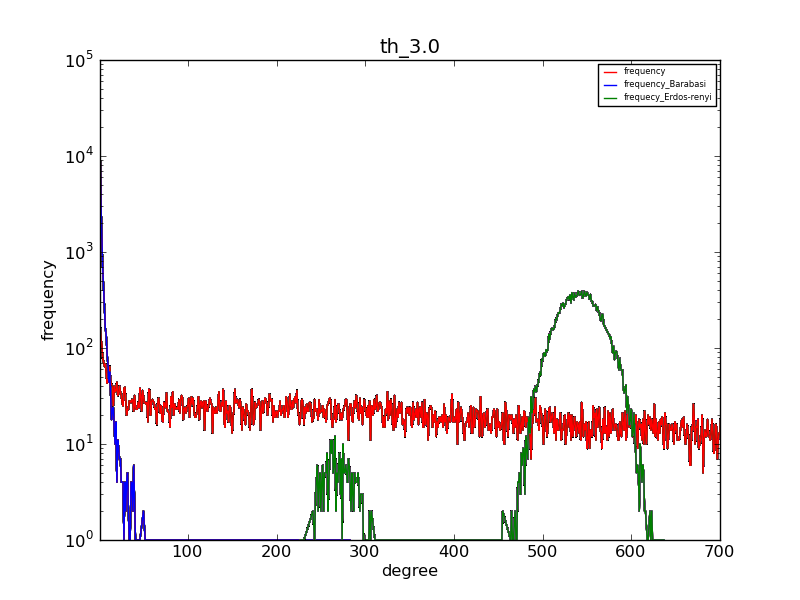 th_3.0
frequency
frequency_Barabasi
frequecy_Erdos-renyi
10^5
10^4
10^3
10^2
10^1
10^0
frequency
100 200 300 400 500 600 700
degree